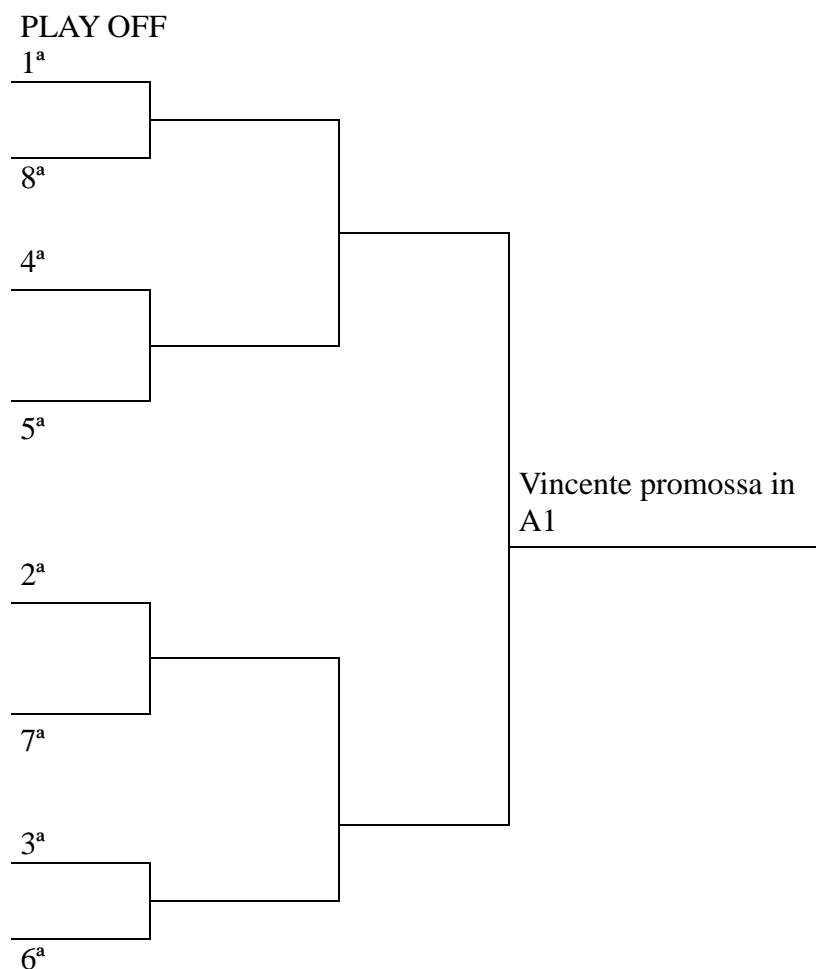 PLAY OFF
1ª
8ª
4ª
5ª
Vincente promossa in
A1
2ª
7ª
3ª
6ª